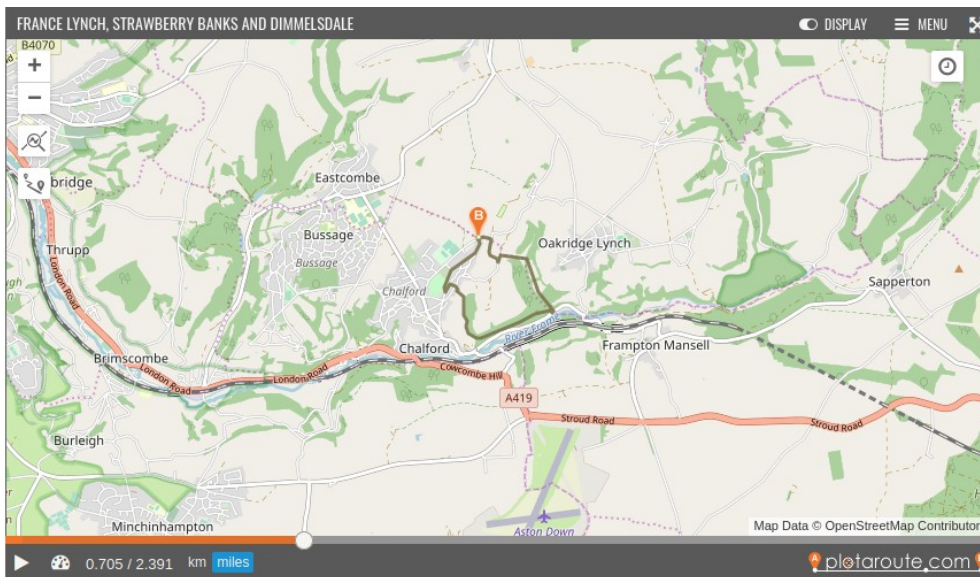 FRANCE LYNCH, STRAWBERRY BANKS AND DIMMELSDALE
DISPLAY
MENU
B4070
+
−
bridge
Thrupp
London Road
Eastcombe
Bussage
Bussage
B
Oakridge Lynch
Chalford
Chalford
Sapperton
River Frome
Frampton Mansell
Brimscombe
London Road
London Road
Cowcombe Hill
A419
Stroud Road
Stroud Road
Burleigh
Minchinhampton
Aston Down
Map Data © OpenStreetMap Contributor
0.705 / 2.391 km miles
A plotaroute.com